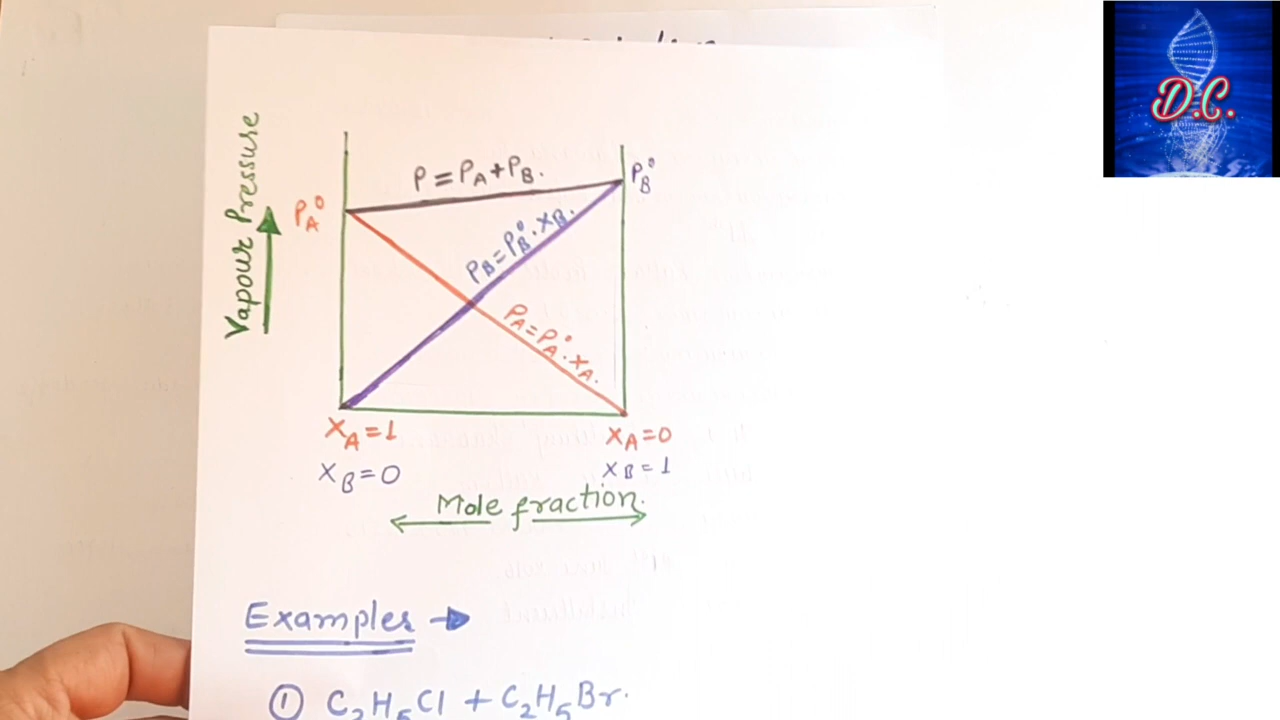 D.C.
Vapour Pressure
P = PA + PB.
PA°
PB°
PB = PB°. XB.
PA = PA°. XA.
XA = 1
XA = 0
XB = 0
XB = 1
Mole fraction.
Examples →
① C₂H₅Cl + C₂H₅Br.